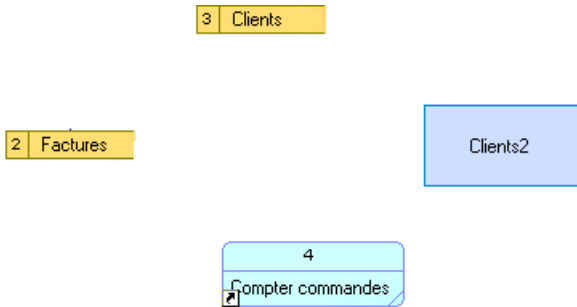 3 Clients
2 Factures
Clients2
4
Compter commandes